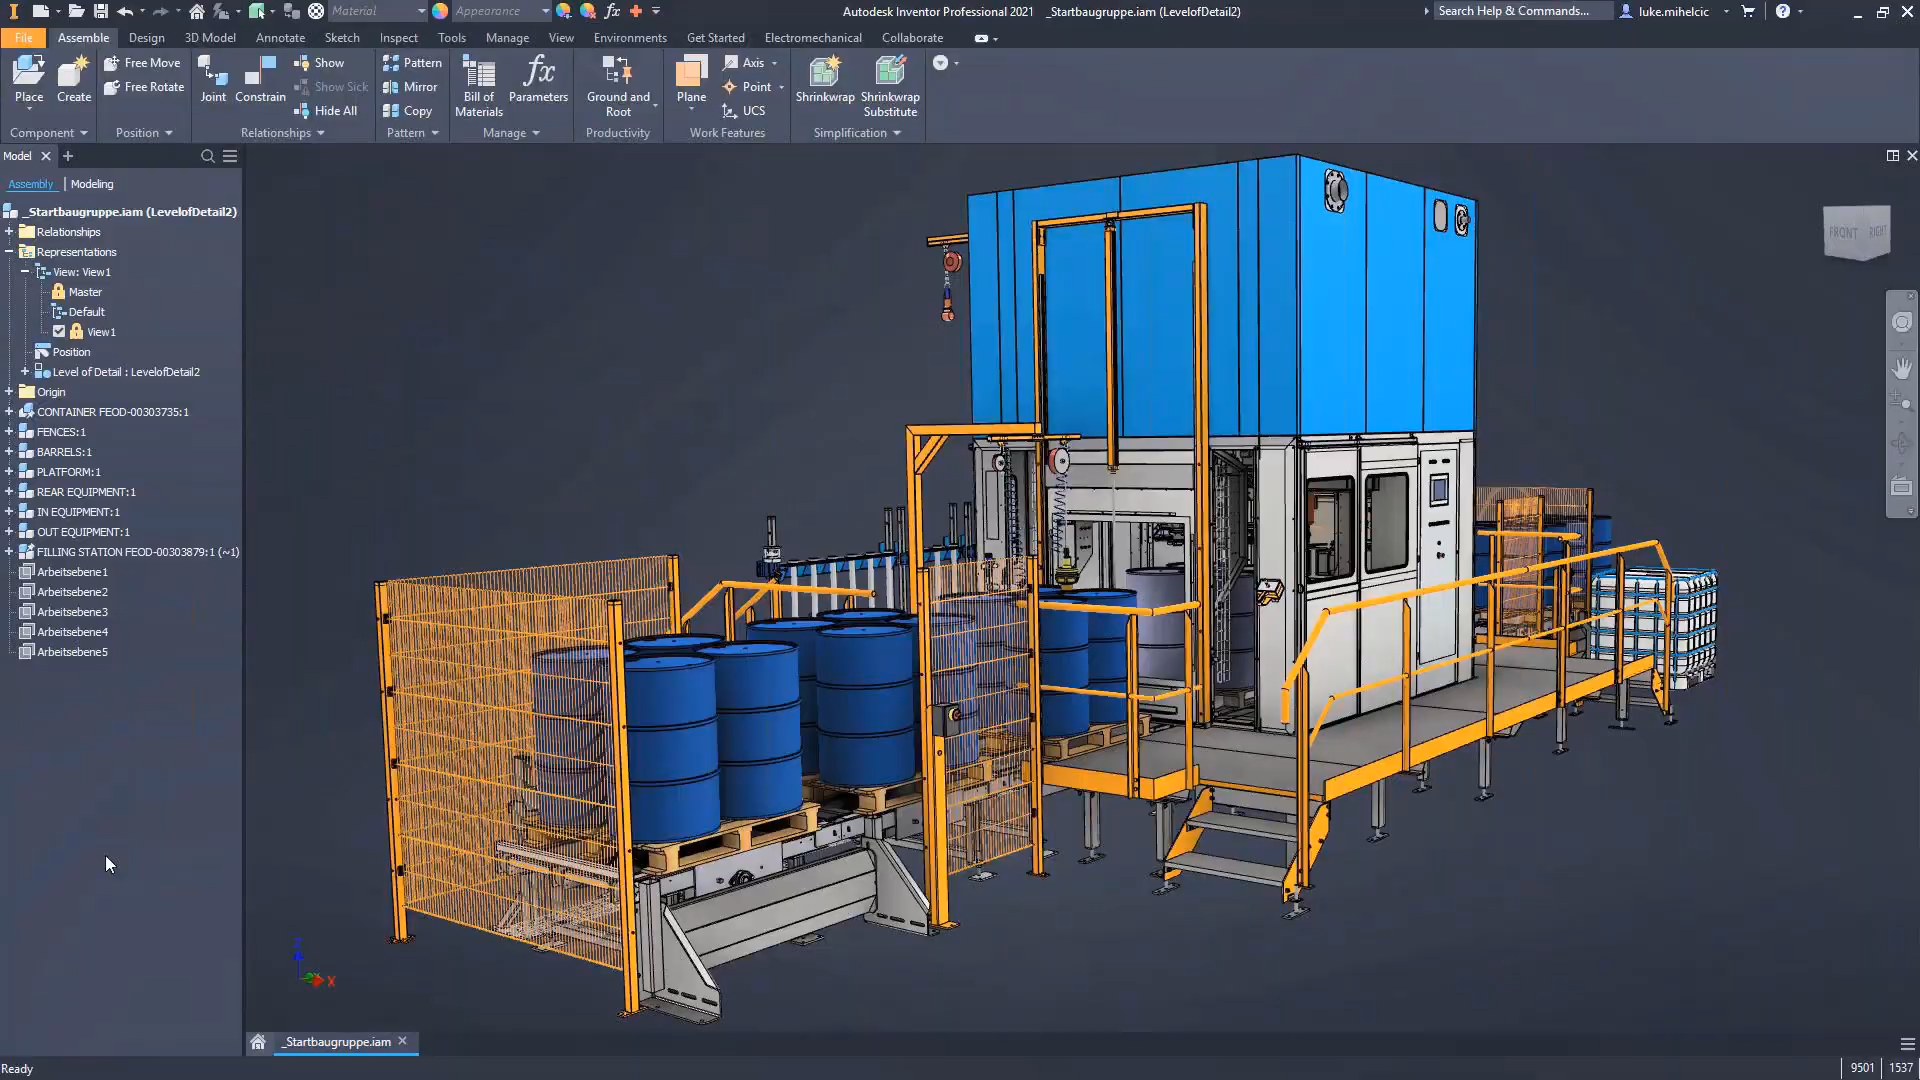 Material
Appearance
fx
Autodesk Inventor Professional 2021 _Startbaugruppe.iam (LevelofDetail2)
Search Help & Commands...
luke.mihelcic
File Assemble Design 3D Model Annotate Sketch Inspect Tools Manage View Environments Get Started Electromechanical Collaborate
Place
Create
Free Move
Free Rotate
Joint
Constrain
Show
Show Sick
Hide All
Pattern
Mirror
Copy
Bill of Materials
fx
Parameters
Ground and Root
Plane
Axis
Point
UCS
Shrinkwrap
Shrinkwrap Substitute
Component Position Relationships Pattern Manage Productivity Work Features Simplification
Model
Assembly | Modeling
_Startbaugruppe.iam (LevelofDetail2)
Relationships
Representations
View: View1
Master
Default
View1
Position
Level of Detail : LevelofDetail2
Origin
CONTAINER FEOD-00303735:1
FENCES:1
BARRELS:1
PLATFORM:1
REAR EQUIPMENT:1
IN EQUIPMENT:1
OUT EQUIPMENT:1
FILLING STATION FEOD-00303879:1 (~1)
Arbeitsebene1
Arbeitsebene2
Arbeitsebene3
Arbeitsebene4
Arbeitsebene5
FRONT RIGHT
Z
X
_Startbaugruppe.iam
Ready
9501 1537